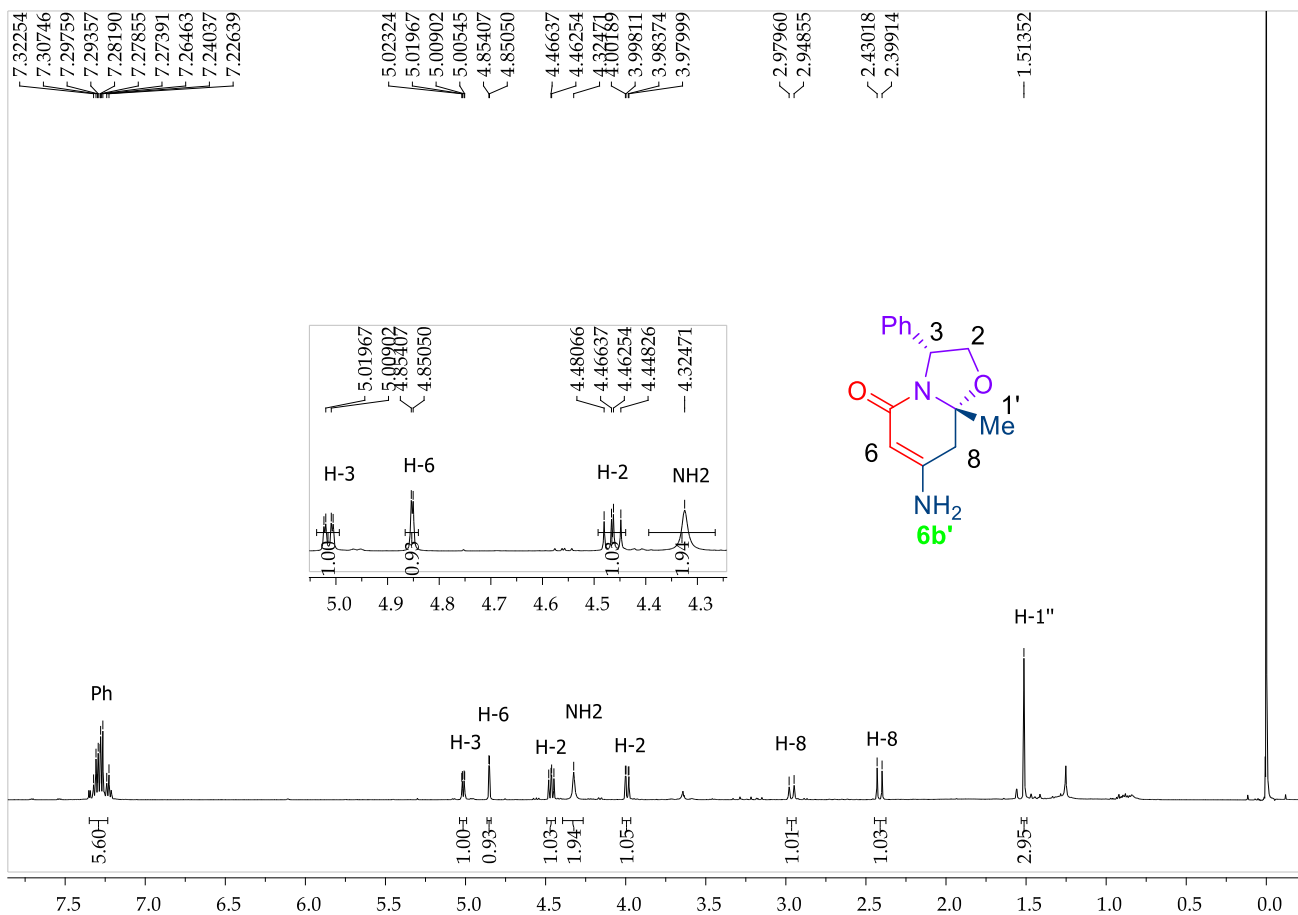 7.32254
7.30746
7.29759
7.29357
7.28190
7.27855
7.27391
7.26463
7.24037
7.22639
5.02324
5.01967
5.00902
5.00545
4.85407
4.85050
4.46637
4.46254
4.32471
4.00189
3.99811
3.98374
3.97999
2.97960
2.94855
2.43018
2.39914
1.51352
5.01967
5.00902
4.85407
4.85050
4.48066
4.46637
4.46254
4.44826
4.32471
H-3
H-6
H-2
NH2
1.00
0.93
1.03
1.94
5.0 4.9 4.8 4.7 4.6 4.5 4.4 4.3
Ph
3
2
O
N
O
1'
Me
6
8
NH₂
6b'
Ph
H-3
H-6
H-2
NH2
H-2
H-8
H-8
H-1"
5.60
1.00
0.93
1.03
1.94
1.05
1.01
1.03
2.95
7.5 7.0 6.5 6.0 5.5 5.0 4.5 4.0 3.5 3.0 2.5 2.0 1.5 1.0 0.5 0.0